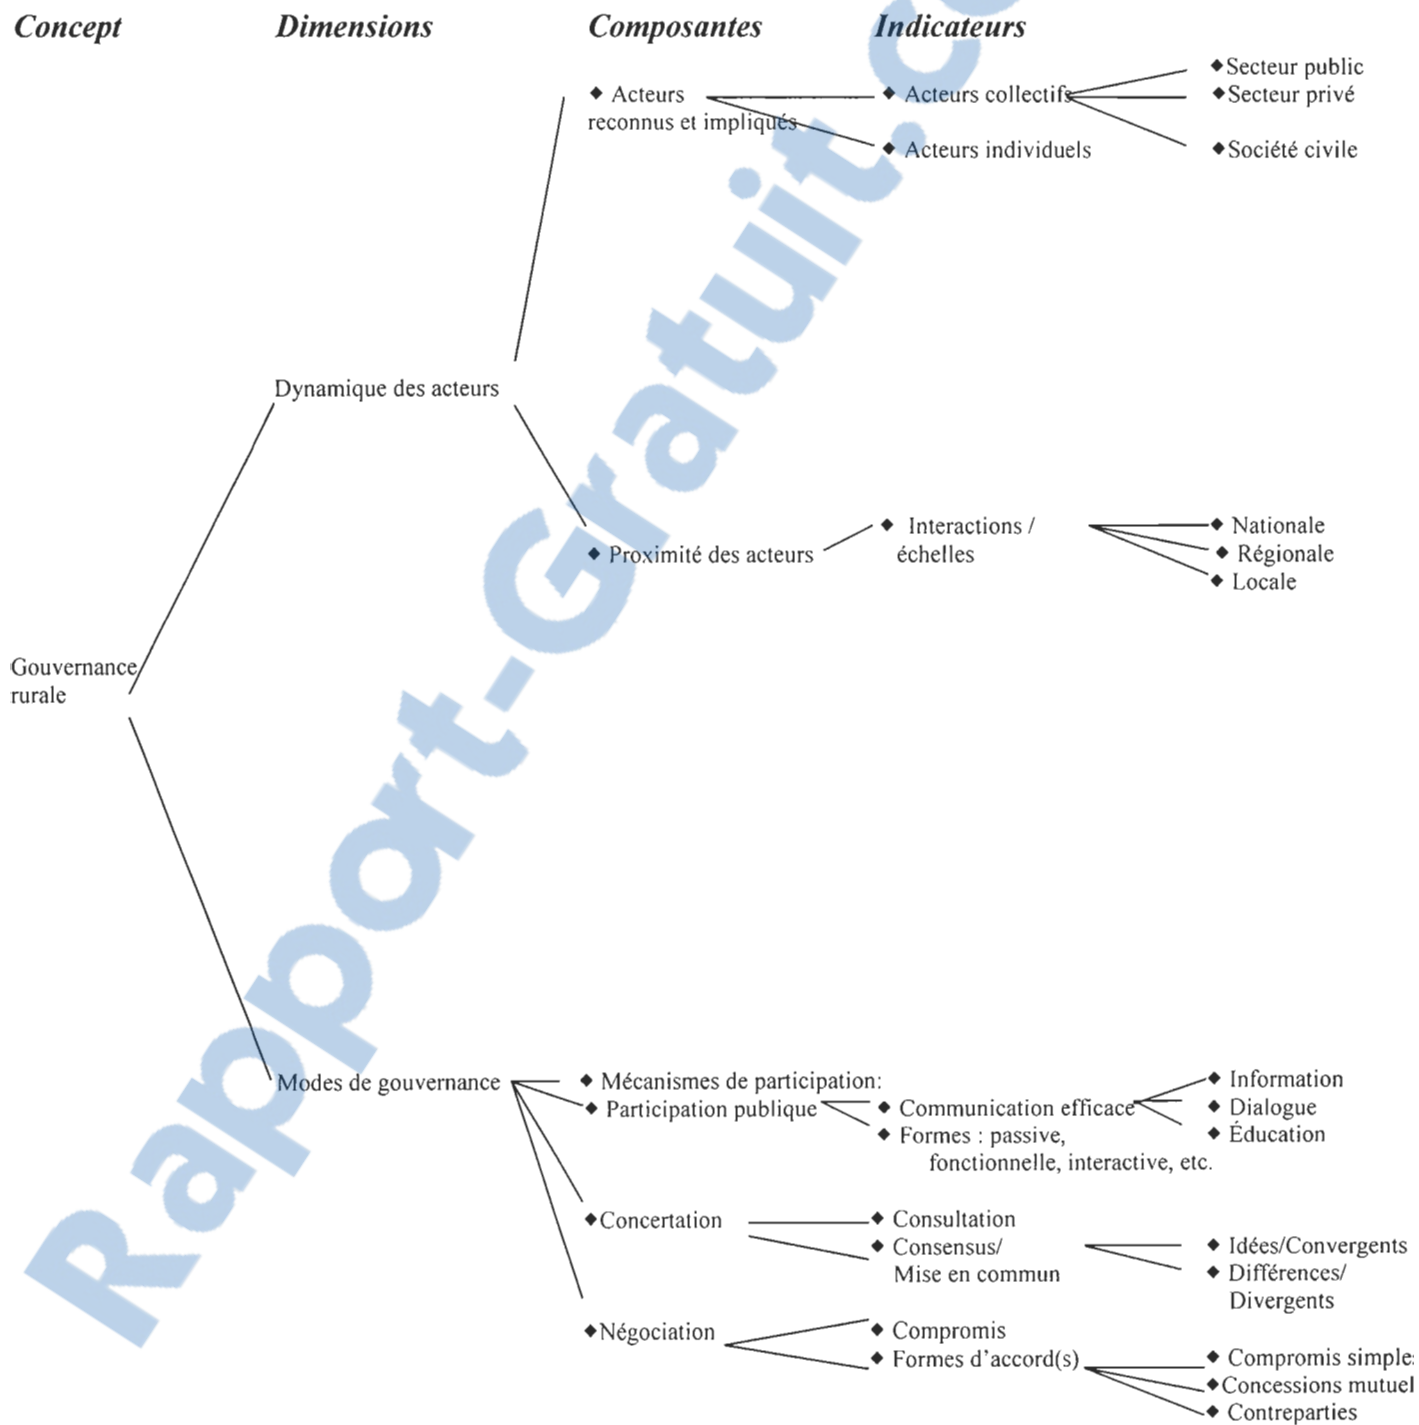 Concept Dimensions Composantes Indicateurs
◆ Secteur public
◆ Acteurs ◆ Acteurs collectifs ◆ Secteur privé
reconnus et impliqués
◆ Acteurs individuels ◆ Société civile
Dynamique des acteurs
◆ Interactions / ◆ Nationale
◆ Proximité des acteurs échelles ◆ Régionale
◆ Locale
Gouvernance
rurale
Modes de gouvernance ◆ Mécanismes de participation: ◆ Information
◆ Participation publique ◆ Communication efficace ◆ Dialogue
◆ Formes : passive, ◆ Éducation
fonctionnelle, interactive, etc.
◆ Concertation ◆ Consultation
◆ Consensus/ ◆ Idées/Convergents
Mise en commun ◆ Différences/
Divergents
◆ Négociation ◆ Compromis
◆ Formes d'accord(s) ◆ Compromis simple
◆ Concessions mutuel
◆ Contreparties
Rapport-Gratuit.co